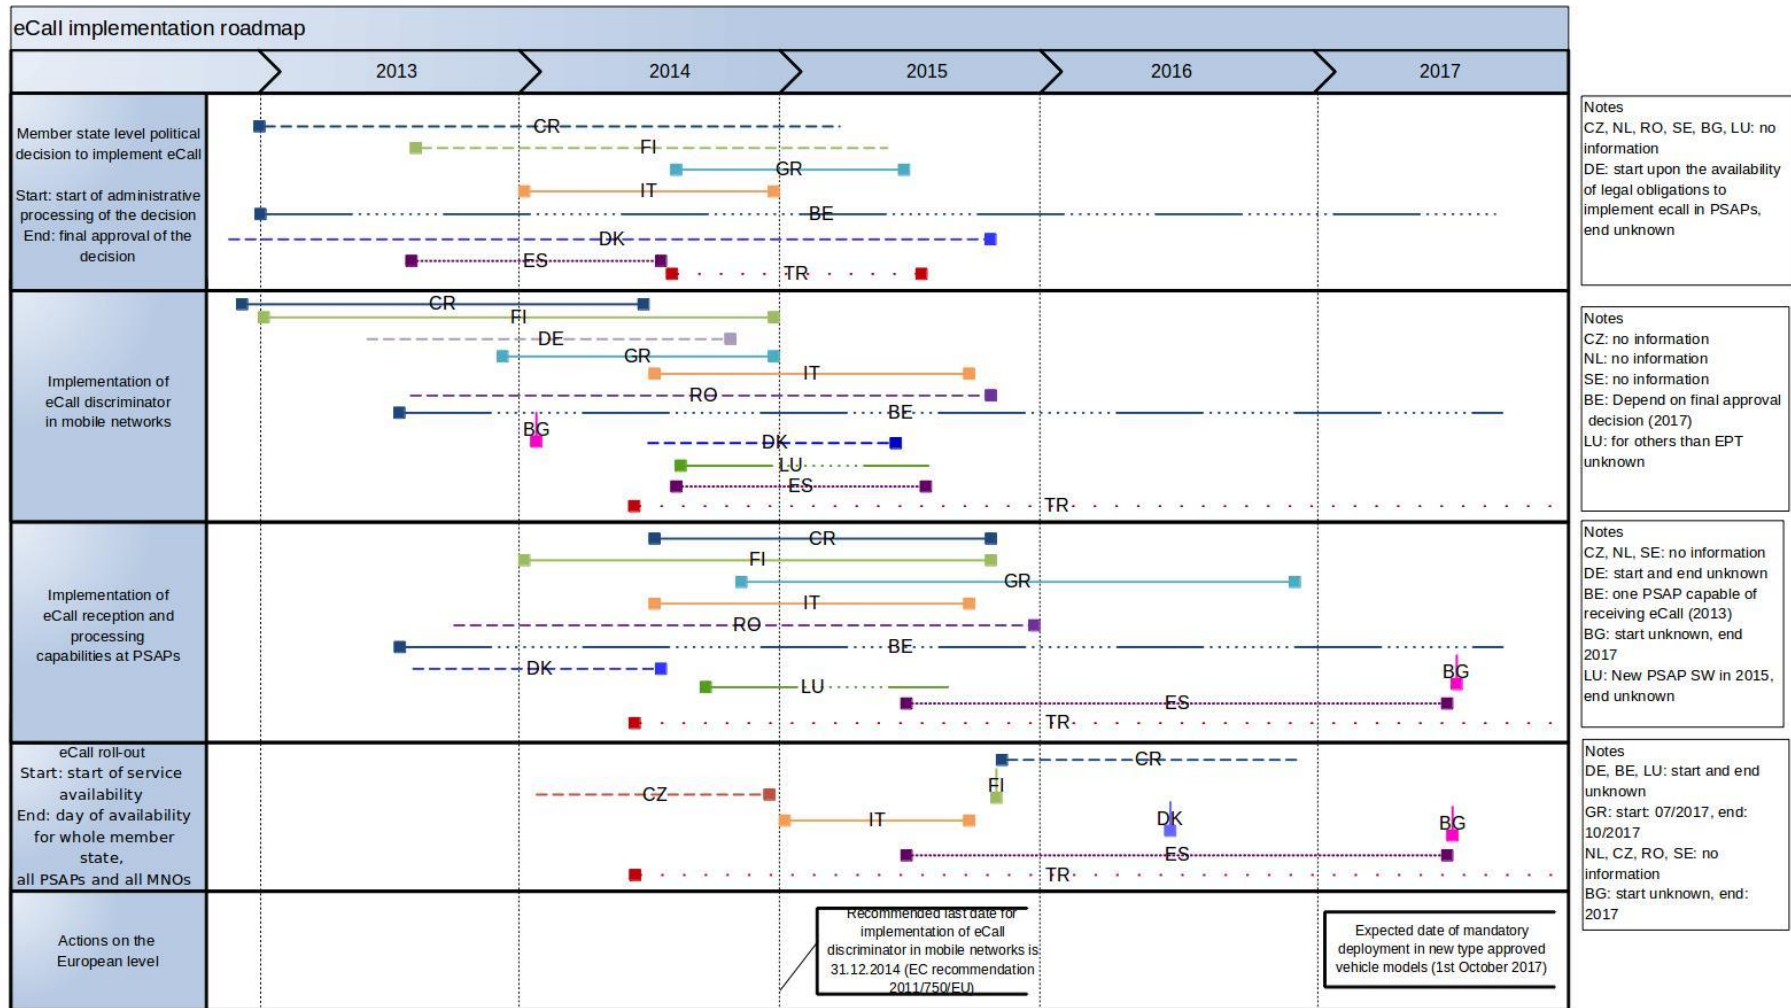 eCall implementation roadmap
2013
2014
2015
2016
2017
Member state level political
decision to implement eCall
Start: start of administrative
processing of the decision
End: final approval of the
decision
CR
FI
GR
IT
BE
DK
ES
TR
Notes
CZ, NL, RO, SE, BG, LU: no
information
DE: start upon the availability
of legal obligations to
implement ecall in PSAPs,
end unknown
Implementation of
eCall discriminator
in mobile networks
CR
FI
DE
GR
IT
RO
BE
BG
DK
LU
ES
TR
Notes
CZ: no information
NL: no information
SE: no information
BE: Depend on final approval
decision (2017)
LU: for others than EPT
unknown
Implementation of
eCall reception and
processing
capabilities at PSAPs
CR
FI
GR
IT
RO
BE
DK
BG
LU
ES
TR
Notes
CZ, NL, SE: no information
DE: start and end unknown
BE: one PSAP capable of
receiving eCall (2013)
BG: start unknown, end
2017
LU: New PSAP SW in 2015,
end unknown
eCall roll-out
Start: start of service
availability
End: day of availability
for whole member
state,
all PSAPs and all MNOs
CR
FI
CZ
IT
DK
BG
ES
TR
Notes
DE, BE, LU: start and end
unknown
GR: start: 07/2017, end:
10/2017
NL, CZ, RO, SE: no
information
BG: start unknown, end:
2017
Actions on the
European level
Recommended last date for
implementation of eCall
discriminator in mobile networks is
31.12.2014 (EC recommendation
2011/750/EU)
Expected date of mandatory
deployment in new type approved
vehicle models (1st October 2017)